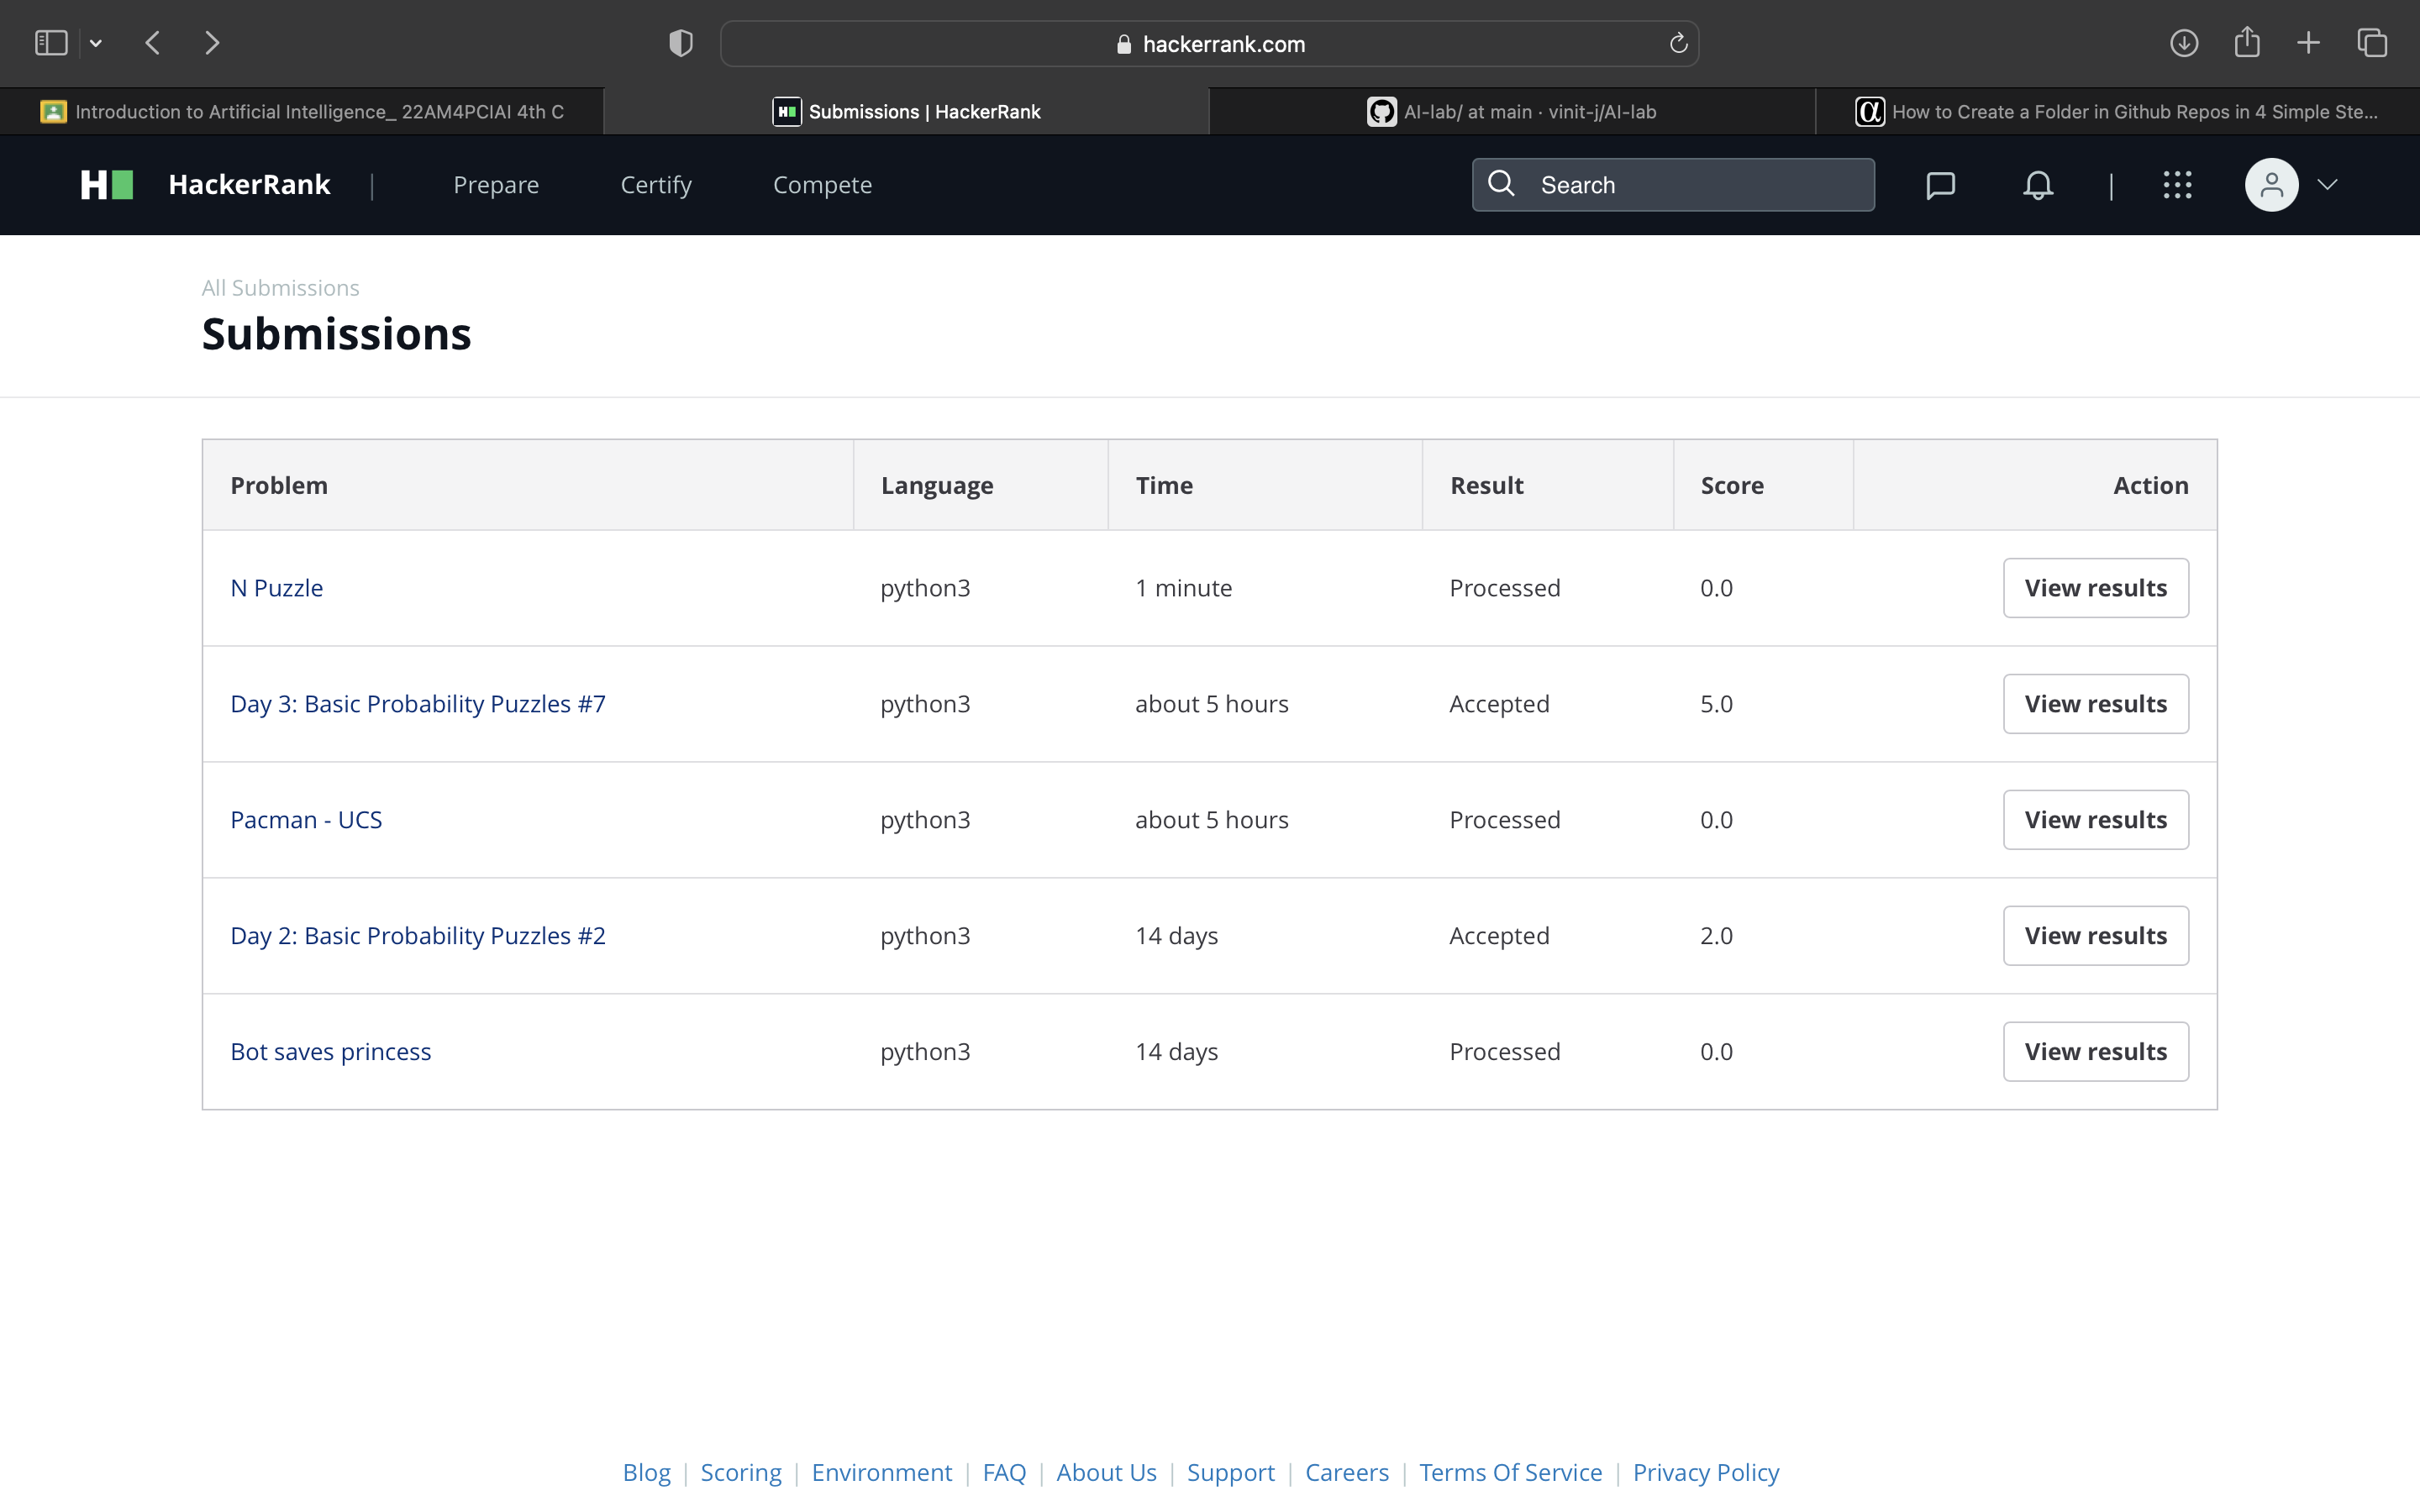 hackerrank.com
Introduction to Artificial Intelligence_ 22AM4PCIAI 4th C
Submissions | HackerRank
AI-lab/ at main · vinit-j/AI-lab
How to Create a Folder in Github Repos in 4 Simple Ste...
HackerRank | Prepare Certify Compete Search
All Submissions
Submissions
Problem Language Time Result Score Action
N Puzzle python3 1 minute Processed 0.0 View results
Day 3: Basic Probability Puzzles #7 python3 about 5 hours Accepted 5.0 View results
Pacman - UCS python3 about 5 hours Processed 0.0 View results
Day 2: Basic Probability Puzzles #2 python3 14 days Accepted 2.0 View results
Bot saves princess python3 14 days Processed 0.0 View results
Blog | Scoring | Environment | FAQ | About Us | Support | Careers | Terms Of Service | Privacy Policy